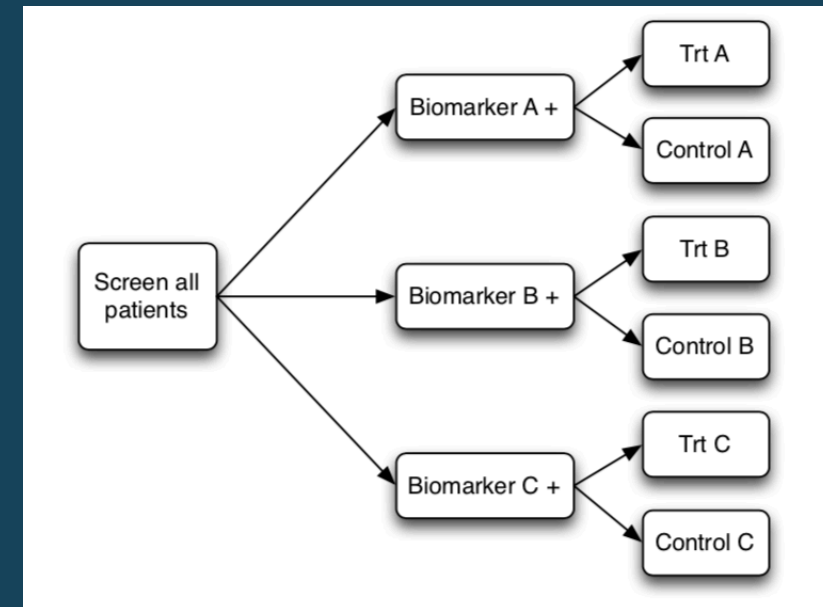 Screen all
patients
Biomarker A +
Trt A
Control A
Biomarker B +
Trt B
Control B
Biomarker C +
Trt C
Control C